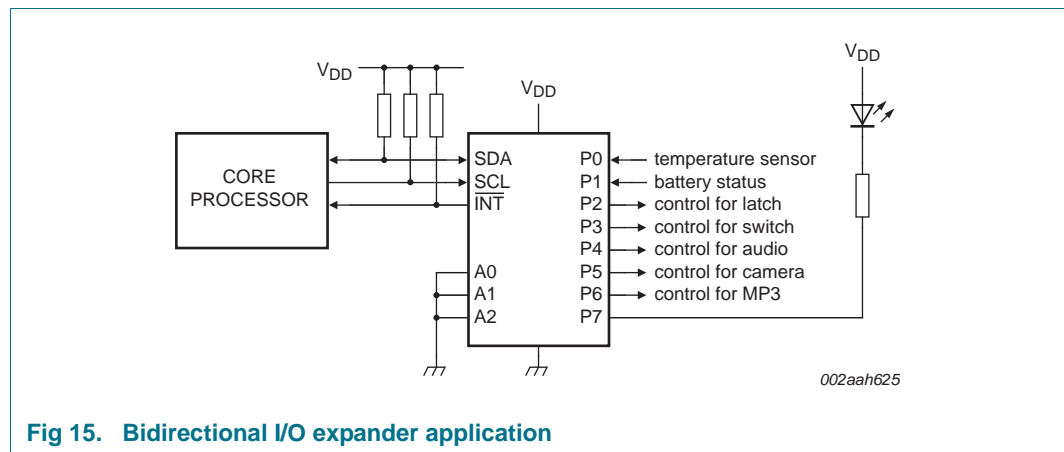 VDD
VDD
VDD
CORE
PROCESSOR
SDA
SCL
INT
A0
A1
A2
P0
P1
P2
P3
P4
P5
P6
P7
temperature sensor
battery status
control for latch
control for switch
control for audio
control for camera
control for MP3
002aah625
Fig 15. Bidirectional I/O expander application